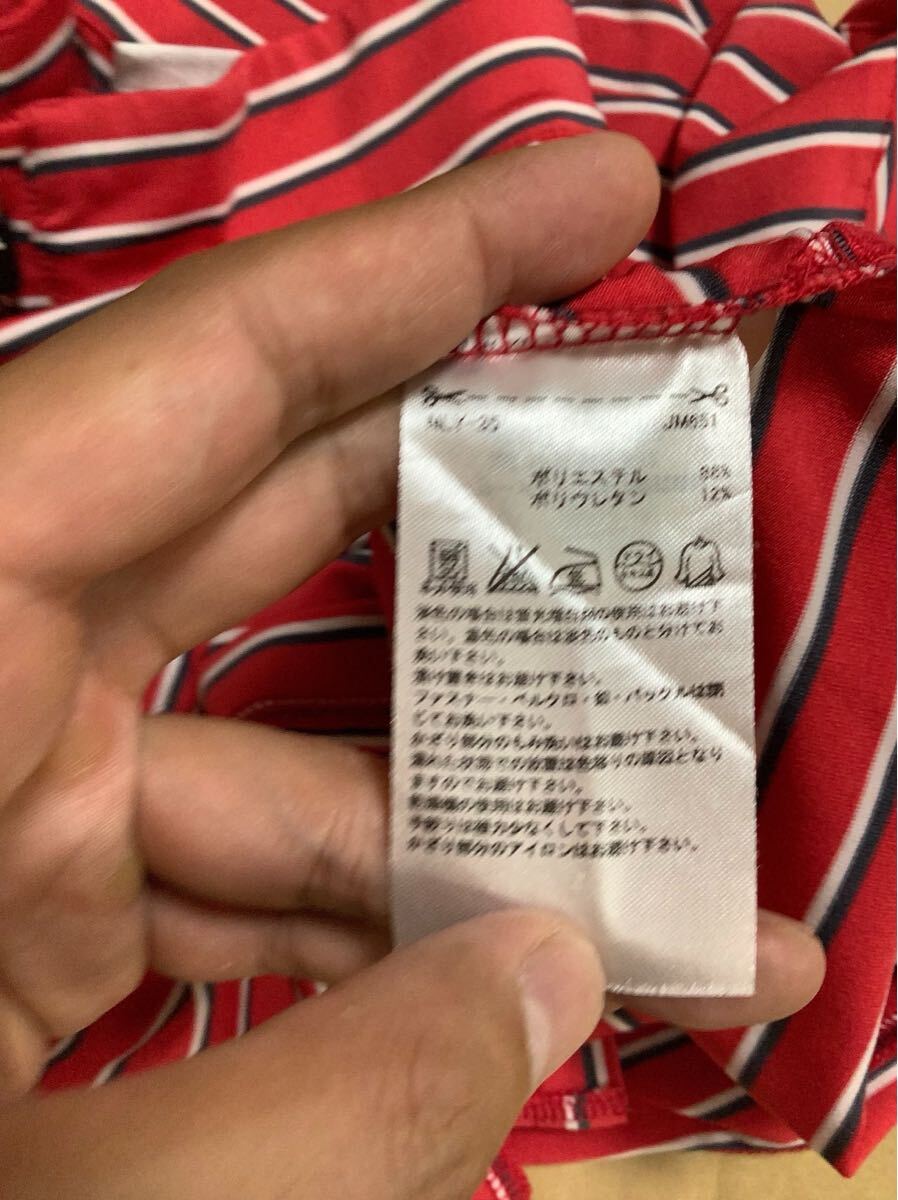 JM651
ポリエステル 88%
ポリウレタン 12%
淡色の場合は蛍光増白剤の使用はお避け下
さい。濃色の場合は淡色のものと分けてお
洗い下さい。
漬け置きはお避け下さい。
ファスナー・ベルクロ・釦・バックルは閉
じてお洗い下さい。
かざり部分のもみ洗いはお避け下さい。
濡れた状態での放置は色移りの原因となり
ますのでお避け下さい。
乾燥機の使用はお避け下さい。
手絞りは極力少なくして下さい。
かざり部分のアイロンはお避け下さい。